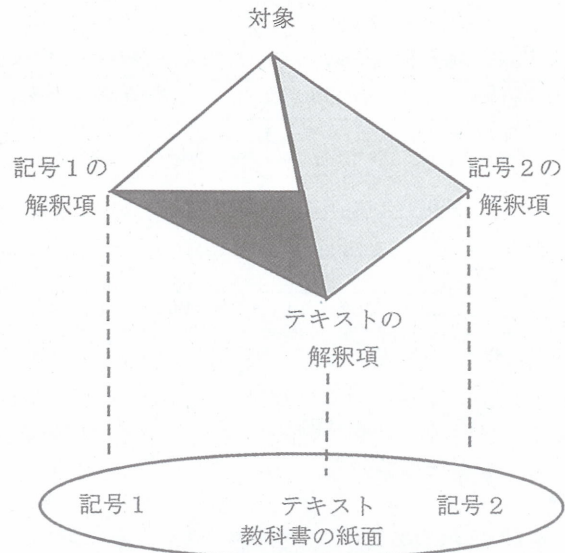 対象
記号1の
解釈項
記号2の
解釈項
テキストの
解釈項
記号1
テキスト
記号2
教科書の紙面